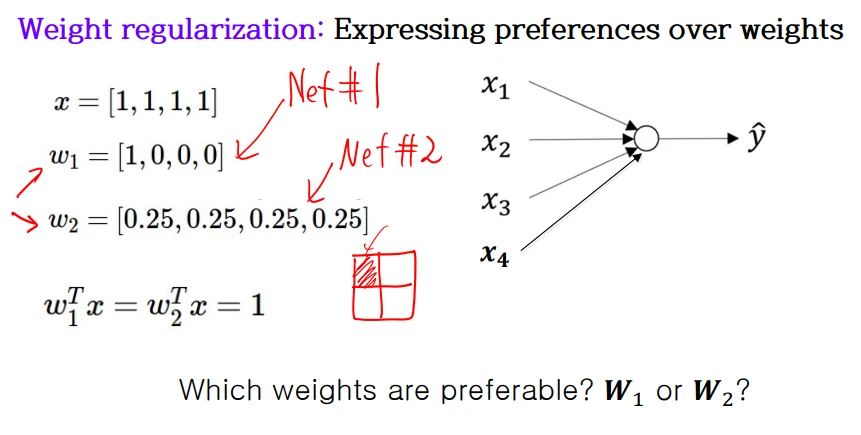 Weight regularization: Expressing preferences over weights
x = [1, 1, 1, 1]
Net #1
w₁ = [1, 0, 0, 0]
Net #2
w₂ = [0.25, 0.25, 0.25, 0.25]
w₁ᵀx = w₂ᵀx = 1
x₁
x₂
x₃
x₄
ŷ
Which weights are preferable? W₁ or W₂?